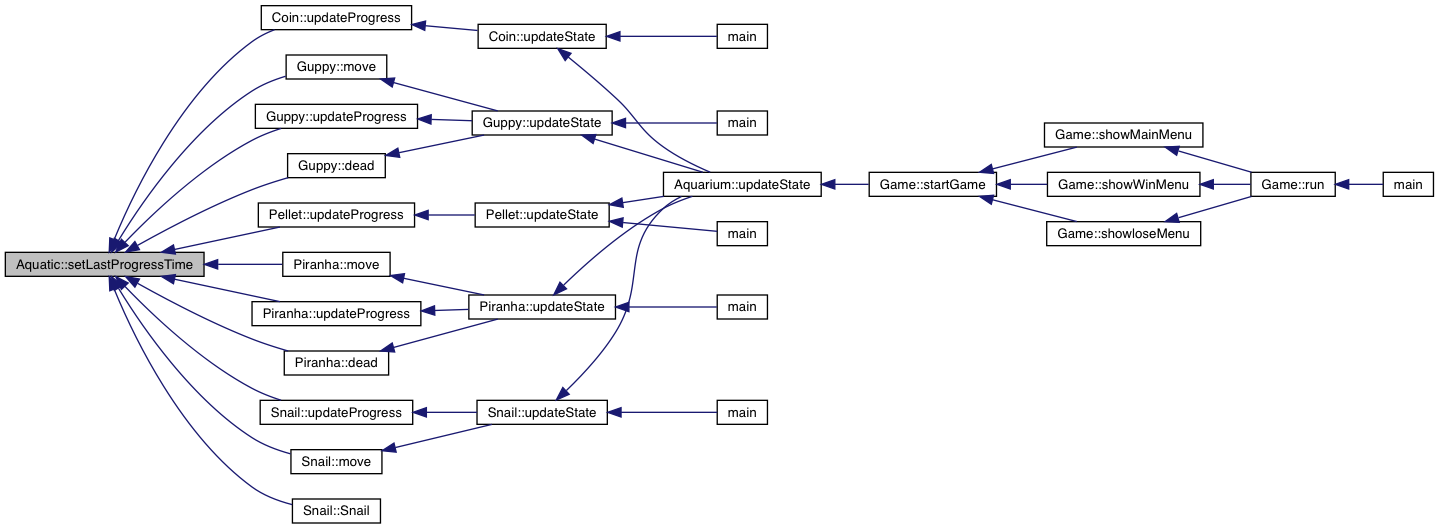 Coin::updateProgress
Coin::updateState
main
Guppy::move
Guppy::updateProgress
Guppy::updateState
main
Guppy::dead
Game::showMainMenu
Aquarium::updateState
Game::startGame
Game::showWinMenu
Game::run
main
Pellet::updateProgress
Pellet::updateState
main
Game::showloseMenu
Aquatic::setLastProgressTime
Piranha::move
Piranha::updateProgress
Piranha::updateState
main
Piranha::dead
Snail::updateProgress
Snail::updateState
main
Snail::move
Snail::Snail